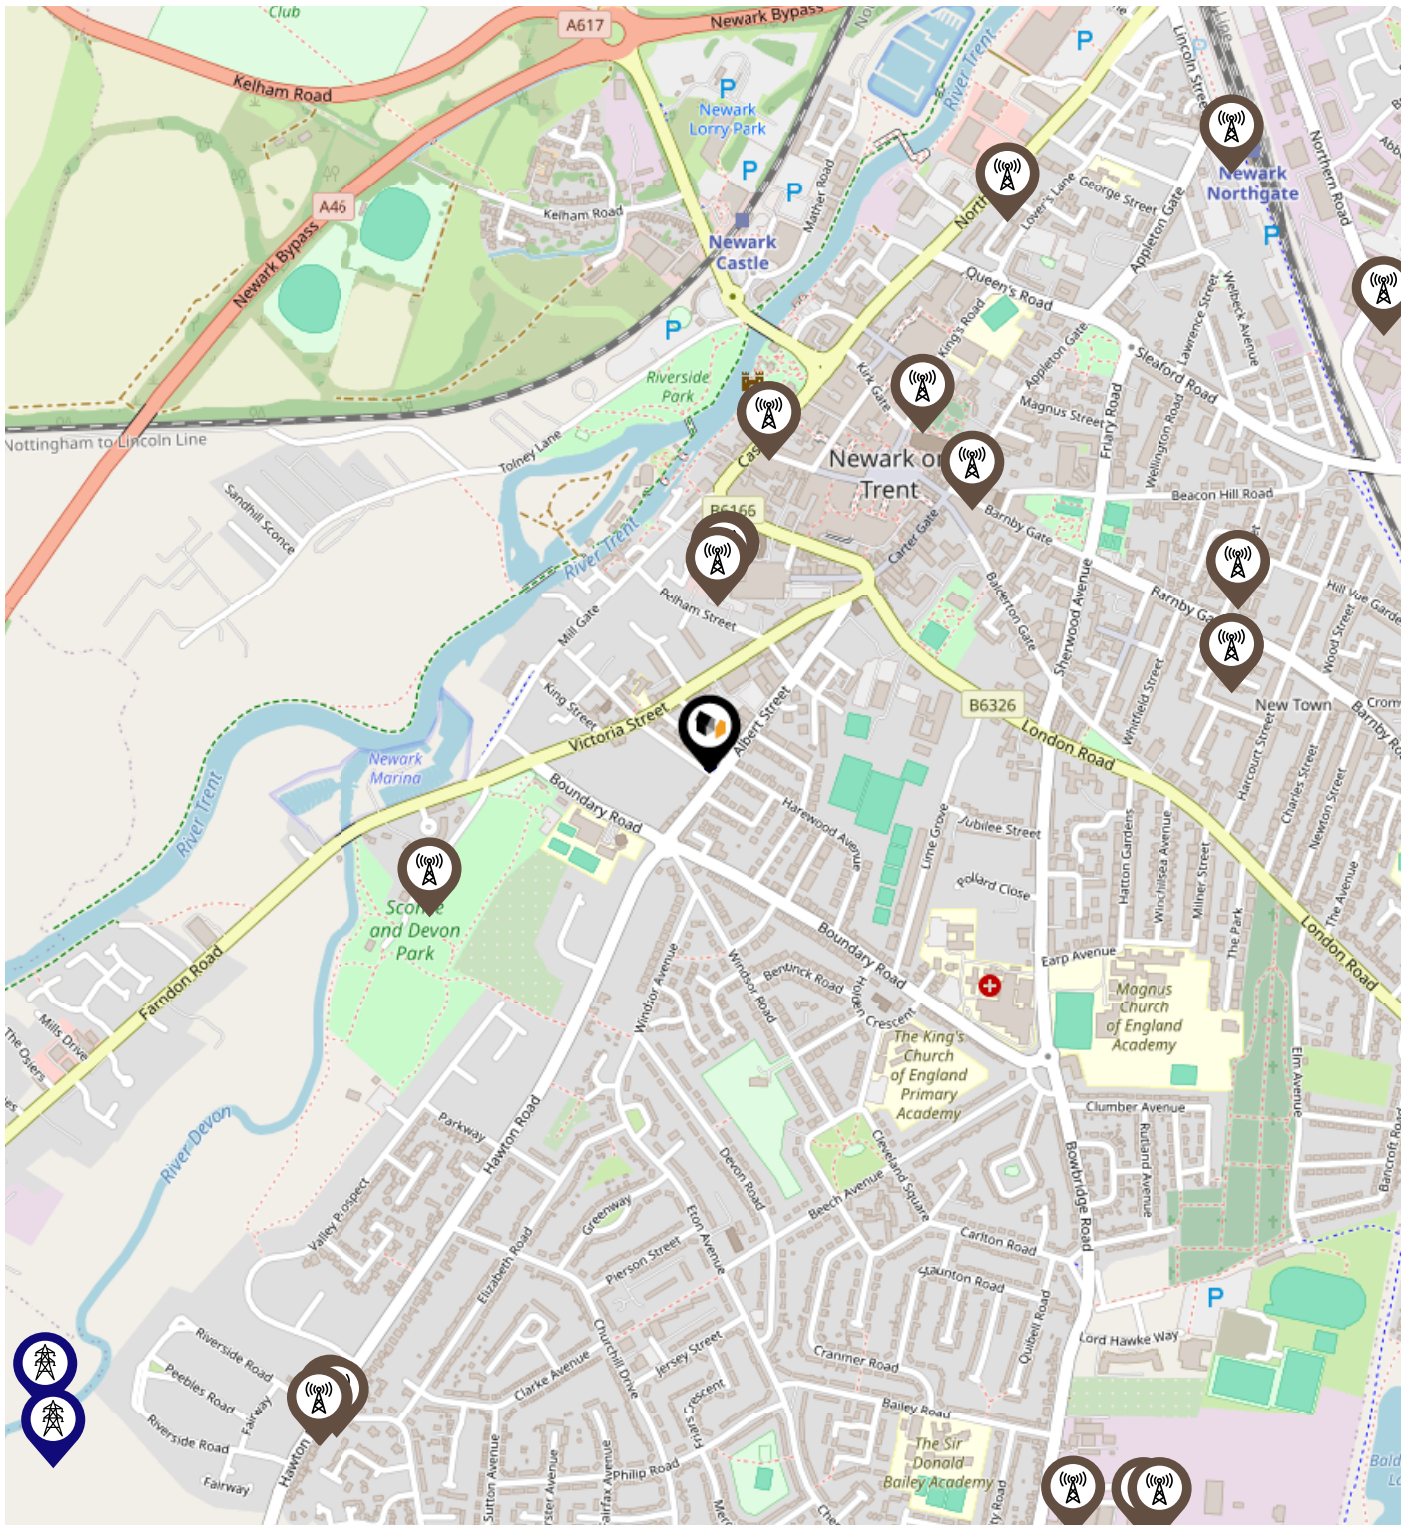 Club
A617
Newark Bypass
Kelham Road
P
Newark
Lorry Park
P
P
P
River Trent
Lincoln Street
P
Northern Road
Newark
Northgate
P
George Street
Lover's Lane
Appleton Gate
A46
Newark Bypass
Kelham Road
Mather Road
Newark
Castle
Queen's Road
King's Road
Welbeck Avenue
Lawrence Street
P
Appleton Gate
Sleaford Road
Kirk Gate
Riverside
Park
Magnus Street
Friary Road
Wellington Road
Nottingham to Lincoln Line
Tolney Lane
Newark on
Trent
Sandhill Sconce
Beacon Hill Road
B6166
Barnby Gate
Carter Gate
River Trent
Balderton Gate
Sherwood Avenue
Barnby Gate
Wood Street
Pelham Street
Mill Gate
King Street
Victoria Street
Albert Street
B6326
London Road
Whitfield Street
New Town
Barnby Road
Newark
Marina
River Trent
Boundary Road
Harewood Avenue
Lime Grove
Jubilee Street
Harcourt Street
Charles Street
Newton Street
Hatton Gardens
Winchilsea Avenue
Milner Street
The Avenue
Pollard Close
Sconce
and Devon
Park
Farndon Road
Boundary Road
Windsor Avenue
Windsor Road
Bentinck Road
Holden Crescent
Earp Avenue
The Park
London Road
Magnus
Church
of England
Academy
Mills Drive
The Osiers
The King's
Church
of England
Primary
Academy
Elm Avenue
River Devon
Parkway
Hawton Road
Clumber Avenue
Rutland Avenue
Bancroft Road
Cleveland Square
Bowbridge Road
Devon Road
Beech Avenue
Valley Prospect
Greenway
Eton Avenue
Elizabeth Road
Pierson Street
Carlton Road
Staunton Road
Quibell Road
P
Lord Hawke Way
Riverside Road
Peebles Road
Fairway
Riverside Road
Fairway
Churchill Drive
Jersey Street
Clarke Avenue
Cranmer Road
Bailey Road
Hawton
Philip Road
Sutton Avenue
Fairfax Avenue
The Sir
Donald
Bailey Academy